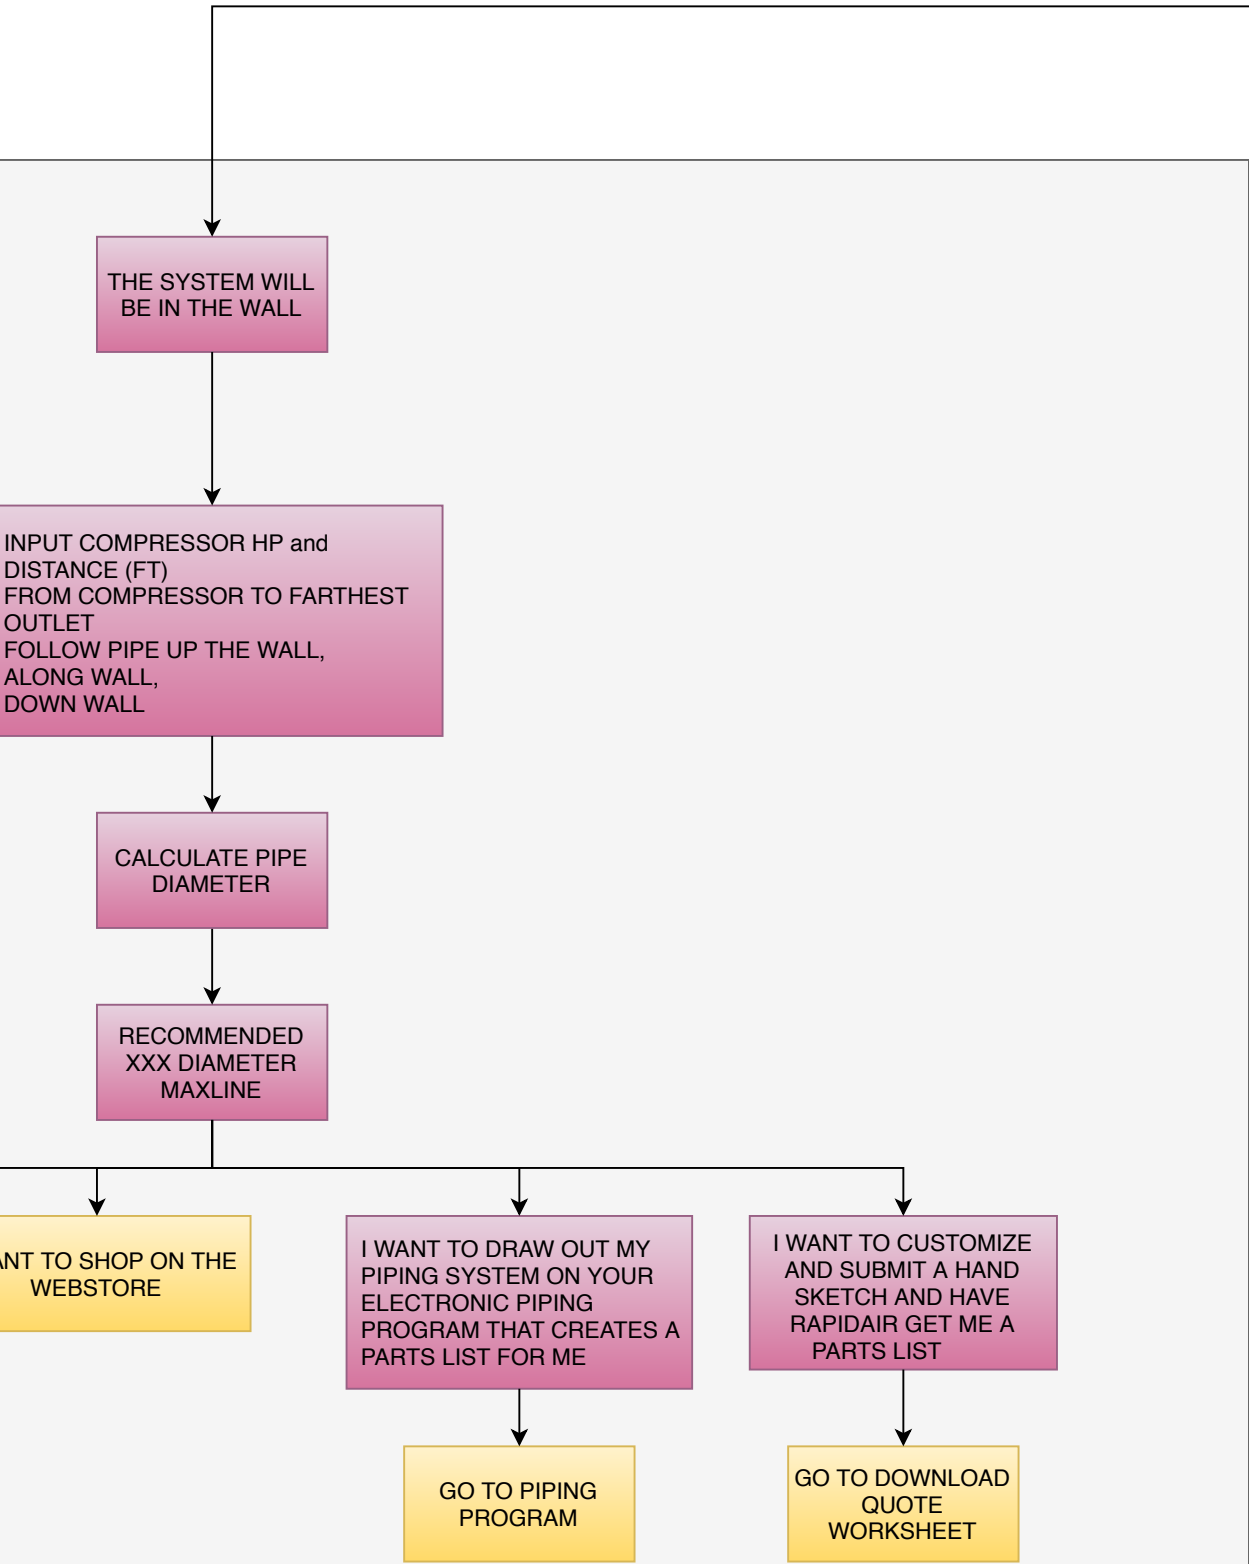 THE SYSTEM WILL
BE IN THE WALL
INPUT COMPRESSOR HP and
DISTANCE (FT)
FROM COMPRESSOR TO FARTHEST
OUTLET
FOLLOW PIPE UP THE WALL,
ALONG WALL,
DOWN WALL
CALCULATE PIPE
DIAMETER
RECOMMENDED
XXX DIAMETER
MAXLINE
TO SHOP ON THE
WEBSTORE
I WANT TO DRAW OUT MY
PIPING SYSTEM ON YOUR
ELECTRONIC PIPING
PROGRAM THAT CREATES A
PARTS LIST FOR ME
I WANT TO CUSTOMIZE
AND SUBMIT A HAND
SKETCH AND HAVE
RAPIDAIR GET ME A
PARTS LIST
GO TO PIPING
PROGRAM
GO TO DOWNLOAD
QUOTE
WORKSHEET